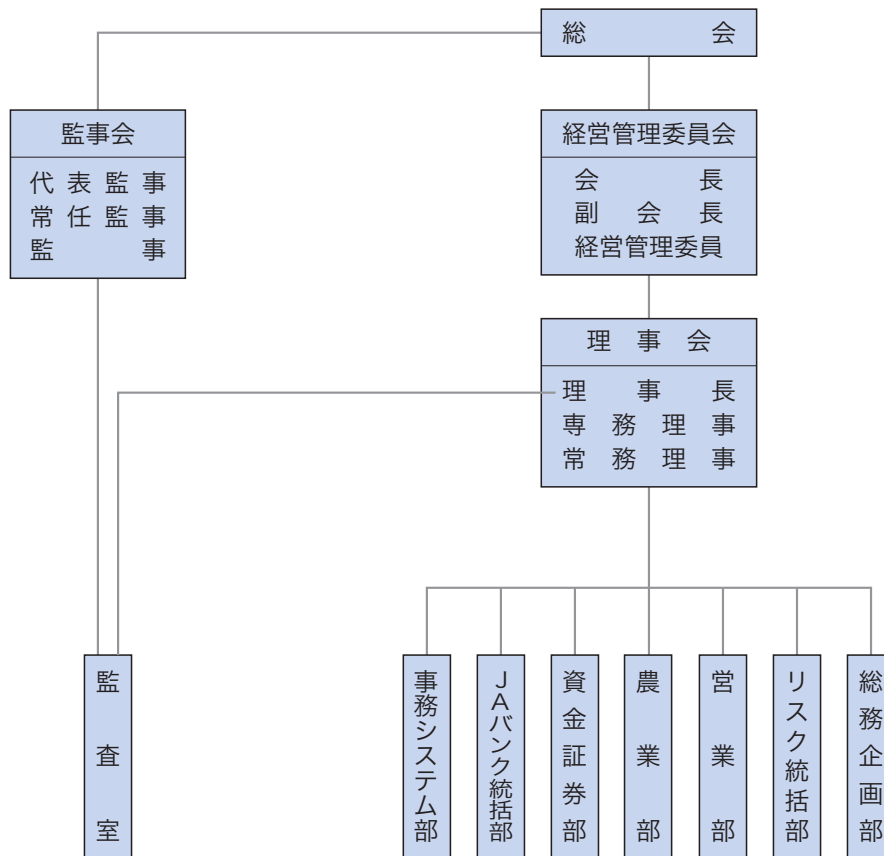 総会
監事会
代表監事
常任監事
監事
経営管理委員会
会長
副会長
経営管理委員
理事会
理事長
専務理事
常務理事
監査室
事務システム部
JAバンク統括部
資金証券部
農業部
営業部
リスク統括部
総務企画部